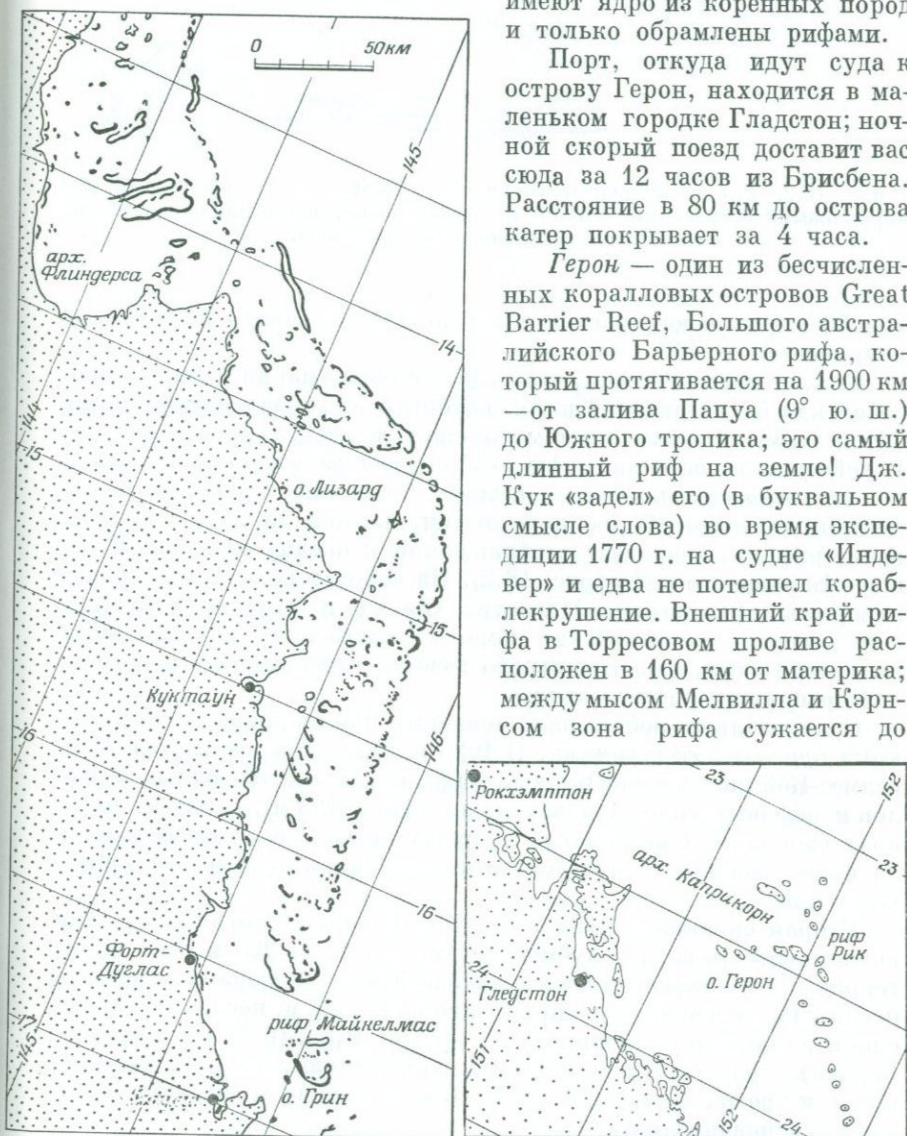 имеют ядро из коренных пород
и только обрамлены рифами.
Порт, откуда идут суда к
острову Герон, находится в ма-
леньком городке Гладстон; ноч-
ной скорый поезд доставит вас
сюда за 12 часов из Брисбена.
Расстояние в 80 км до острова
катер покрывает за 4 часа.
Герон — один из бесчислен-
ных коралловых островов Great
Barrier Reef, Большого австра-
лийского Барьерного рифа, ко-
торый протягивается на 1900 км
—от залива Папуа (9° ю. ш.)
до Южного тропика; это самый
длинный риф на земле! Дж.
Кук «задел» его (в буквальном
смысле слова) во время экспе-
диции 1770 г. на судне «Инде-
вер» и едва не потерпел кораб-
лекрушение. Внешний край ри-
фа в Торресовом проливе рас-
положен в 160 км от материка;
между мысом Мелвилла и Кэрн-
сом зона рифа сужается до
0 50км
145
арх.
Флиндерса
14
144
15
о. Лизард
15
Куктаун
146
16
16
Форт-
Дуглас
риф Майкелмас
17
145
о. Грин
Рокхэмптон
23
152
арх. Каприкорн
23
риф
Рик
24
Гледстон
о. Герон
151
152
24